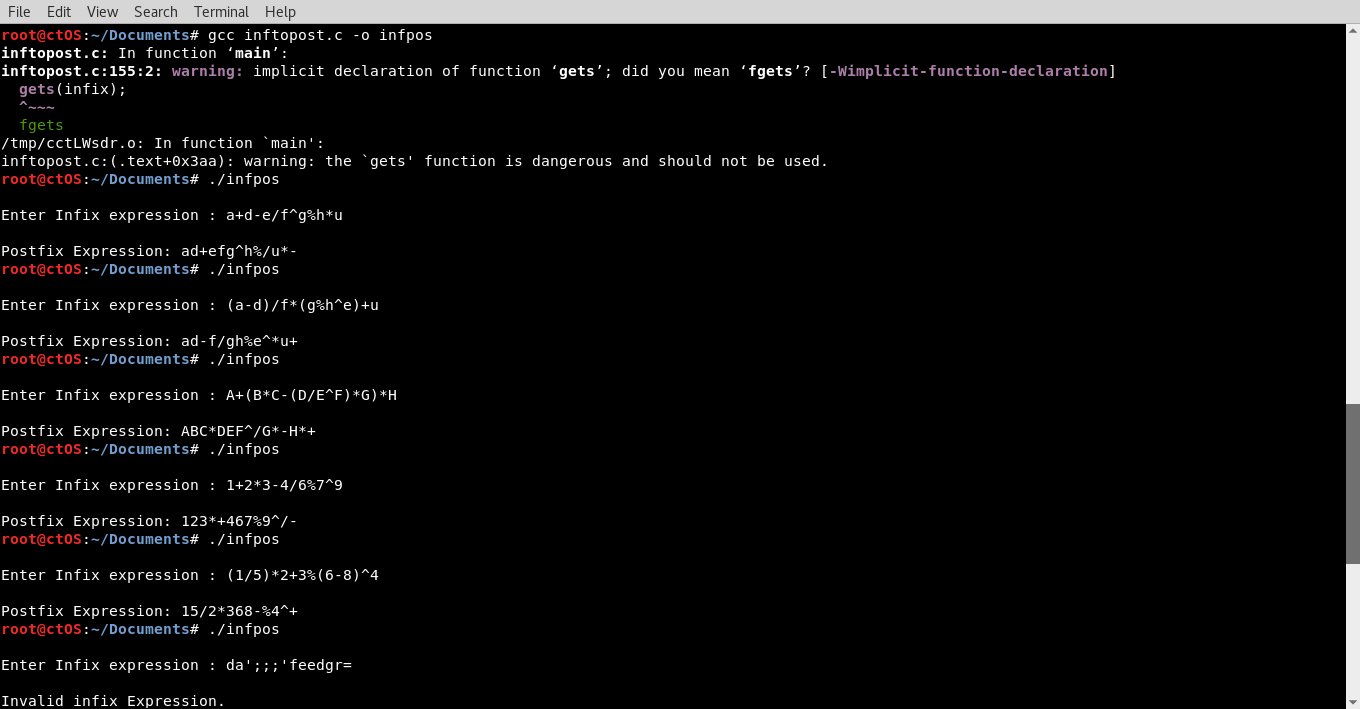 File Edit View Search Terminal Help
root@ctOS:~/Documents# gcc inftopost.c -o infpos
inftopost.c: In function ‘main’:
inftopost.c:155:2: warning: implicit declaration of function ‘gets’; did you mean ‘fgets’? [-Wimplicit-function-declaration]
  gets(infix);
  ^~~~
  fgets
/tmp/cctLWsdr.o: In function `main':
inftopost.c:(.text+0x3aa): warning: the `gets' function is dangerous and should not be used.
root@ctOS:~/Documents# ./infpos
Enter Infix expression : a+d-e/f^g%h*u
Postfix Expression: ad+efg^h%/u*-
root@ctOS:~/Documents# ./infpos
Enter Infix expression : (a-d)/f*(g%h^e)+u
Postfix Expression: ad-f/gh%e^*u+
root@ctOS:~/Documents# ./infpos
Enter Infix expression : A+(B*C-(D/E^F)*G)*H
Postfix Expression: ABC*DEF^/G*-H*+
root@ctOS:~/Documents# ./infpos
Enter Infix expression : 1+2*3-4/6%7^9
Postfix Expression: 123*+467%9^/-
root@ctOS:~/Documents# ./infpos
Enter Infix expression : (1/5)*2+3%(6-8)^4
Postfix Expression: 15/2*368-%4^+
root@ctOS:~/Documents# ./infpos
Enter Infix expression : da';;;'feedgr=
Invalid infix Expression.